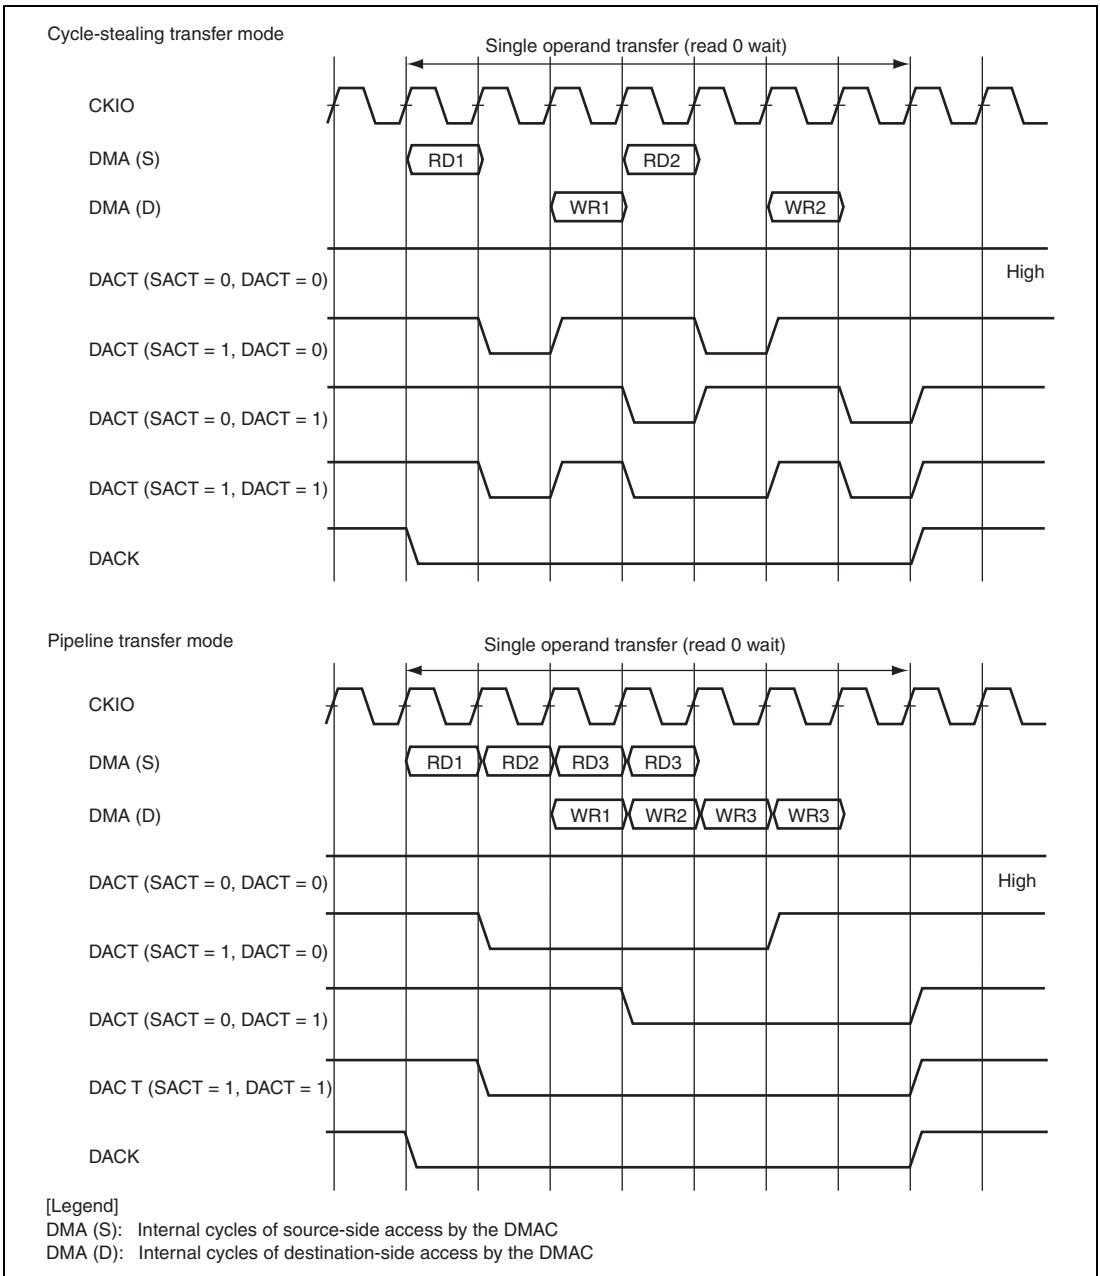 Cycle-stealing transfer mode
Single operand transfer (read 0 wait)
CKIO
DMA (S)
RD1
RD2
DMA (D)
WR1
WR2
DACT (SACT = 0, DACT = 0)
High
DACT (SACT = 1, DACT = 0)
DACT (SACT = 0, DACT = 1)
DACT (SACT = 1, DACT = 1)
DACK
Pipeline transfer mode
Single operand transfer (read 0 wait)
CKIO
DMA (S)
RD1
RD2
RD3
RD3
DMA (D)
WR1
WR2
WR3
WR3
DACT (SACT = 0, DACT = 0)
High
DACT (SACT = 1, DACT = 0)
DACT (SACT = 0, DACT = 1)
DAC T (SACT = 1, DACT = 1)
DACK
[Legend]
DMA (S): Internal cycles of source-side access by the DMAC
DMA (D): Internal cycles of destination-side access by the DMAC